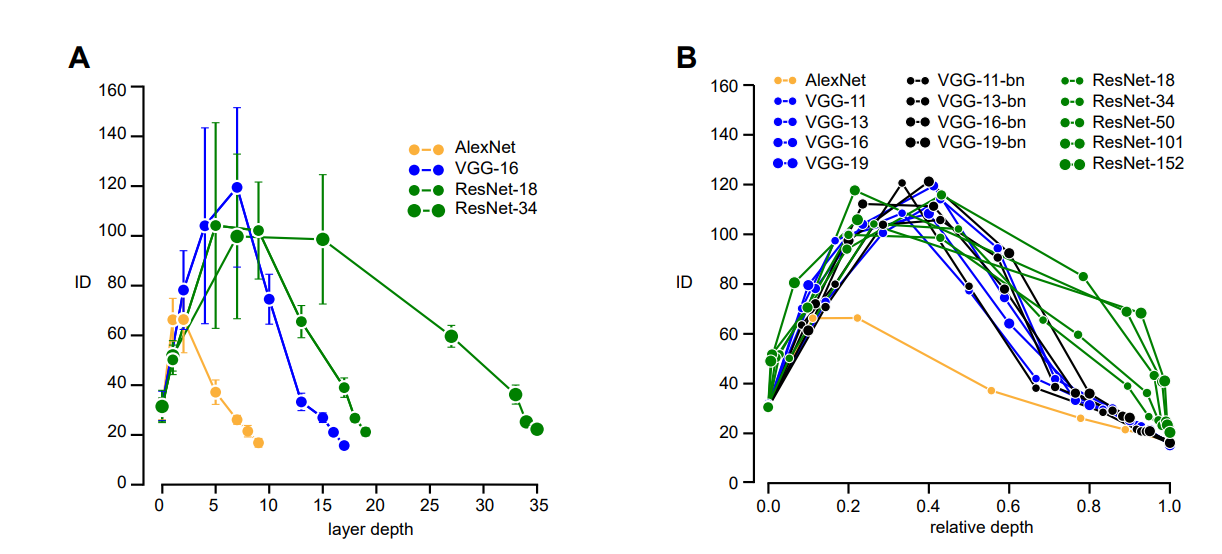 A
160
140
120
100
80
60
40
20
0
ID
0 5 10 15 20 25 30 35
layer depth
AlexNet
VGG-16
ResNet-18
ResNet-34
B
160
140
120
100
80
60
40
20
0
ID
0.0 0.2 0.4 0.6 0.8 1.0
relative depth
AlexNet VGG-11-bn ResNet-18
VGG-11 VGG-13-bn ResNet-34
VGG-13 VGG-16-bn ResNet-50
VGG-16 VGG-19-bn ResNet-101
VGG-19 ResNet-152